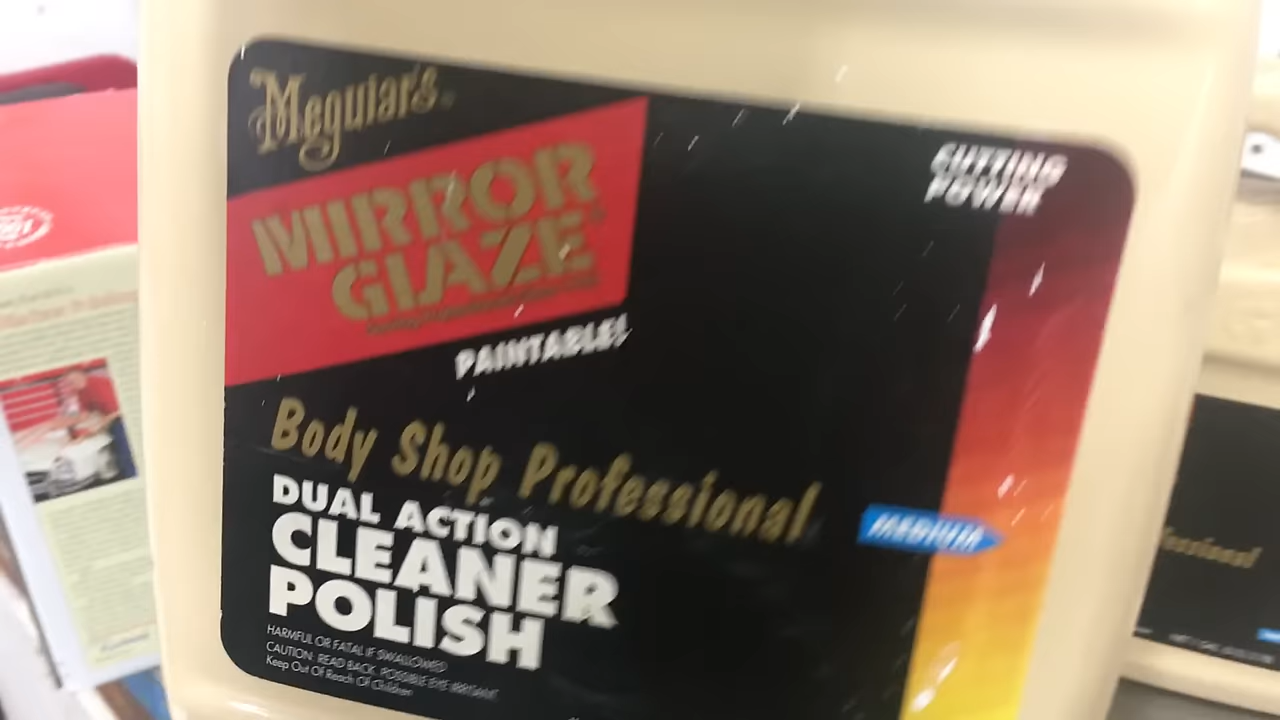 Meguiar's
MIRROR
GLAZE
PAINTABLE!
CUTTING
POWER
Body Shop Professional
MEDIUM
DUAL ACTION
CLEANER
POLISH
HARMFUL OR FATAL IF SWALLOWED
CAUTION: READ BACK. POSSIBLE EYE IRRITANT
Keep Out Of Reach Of Children